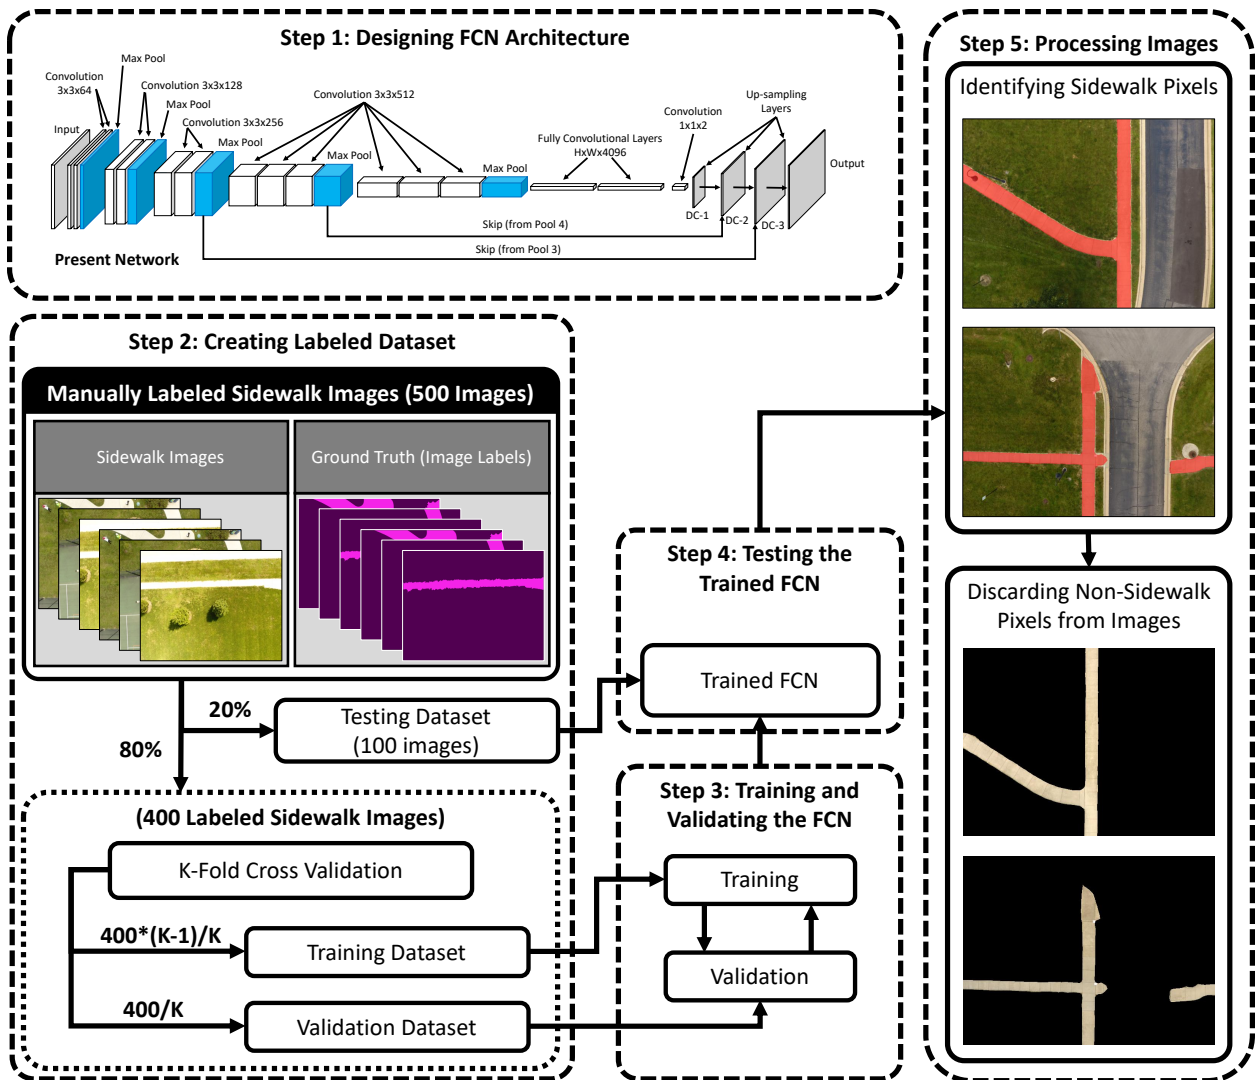 Step 1: Designing FCN Architecture
Max Pool
Convolution
3x3x64
Convolution 3x3x128
Max Pool
Convolution 3x3x256
Max Pool
Convolution 3x3x512
Max Pool
Max Pool
Fully Convolutional Layers
HxWx4096
Convolution
1x1x2
Up-sampling
Layers
Input
Output
DC-1
DC-2
DC-3
Skip (from Pool 4)
Skip (from Pool 3)
Present Network
Step 2: Creating Labeled Dataset
Manually Labeled Sidewalk Images (500 Images)
Sidewalk Images
Ground Truth (Image Labels)
20%
80%
Testing Dataset
(100 images)
(400 Labeled Sidewalk Images)
K-Fold Cross Validation
400*(K-1)/K
Training Dataset
400/K
Validation Dataset
Step 3: Training and
Validating the FCN
Training
Validation
Step 4: Testing the
Trained FCN
Trained FCN
Step 5: Processing Images
Identifying Sidewalk Pixels
Discarding Non-Sidewalk
Pixels from Images